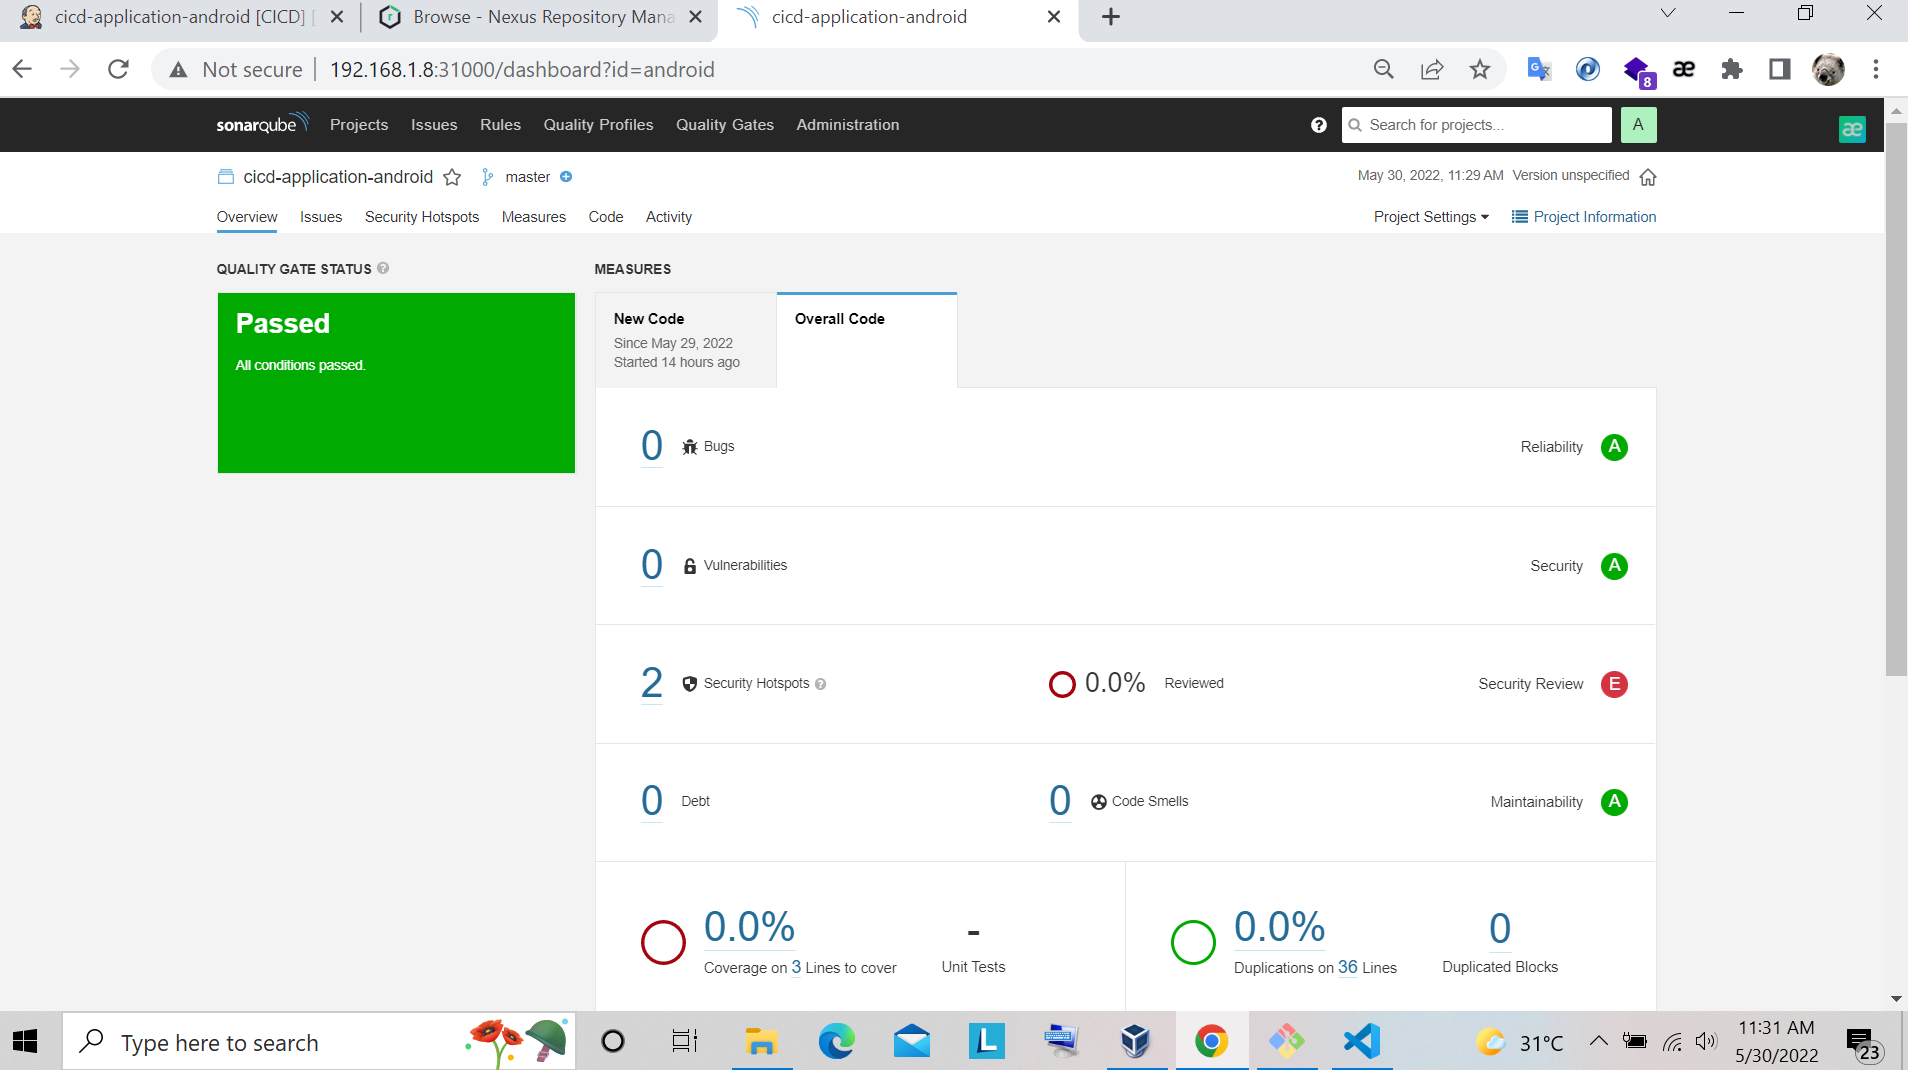 cicd-application-android [CICD] [
Browse - Nexus Repository Mana
cicd-application-android
Not secure
192.168.1.8:31000/dashboard?id=android
8
æ
sonarqube
Projects
Issues
Rules
Quality Profiles
Quality Gates
Administration
?
Search for projects...
A
æ
cicd-application-android
master
May 30, 2022, 11:29 AM Version unspecified
Overview
Issues
Security Hotspots
Measures
Code
Activity
Project Settings
Project Information
QUALITY GATE STATUS ?
MEASURES
Passed
All conditions passed.
New Code
Since May 29, 2022
Started 14 hours ago
Overall Code
0 Bugs
Reliability A
0 Vulnerabilities
Security A
2 Security Hotspots ?
0.0% Reviewed
Security Review E
0 Debt
0 Code Smells
Maintainability A
0.0%
Coverage on 3 Lines to cover
-
Unit Tests
0.0%
Duplications on 36 Lines
0
Duplicated Blocks
Type here to search
L
31°C
11:31 AM
5/30/2022
23